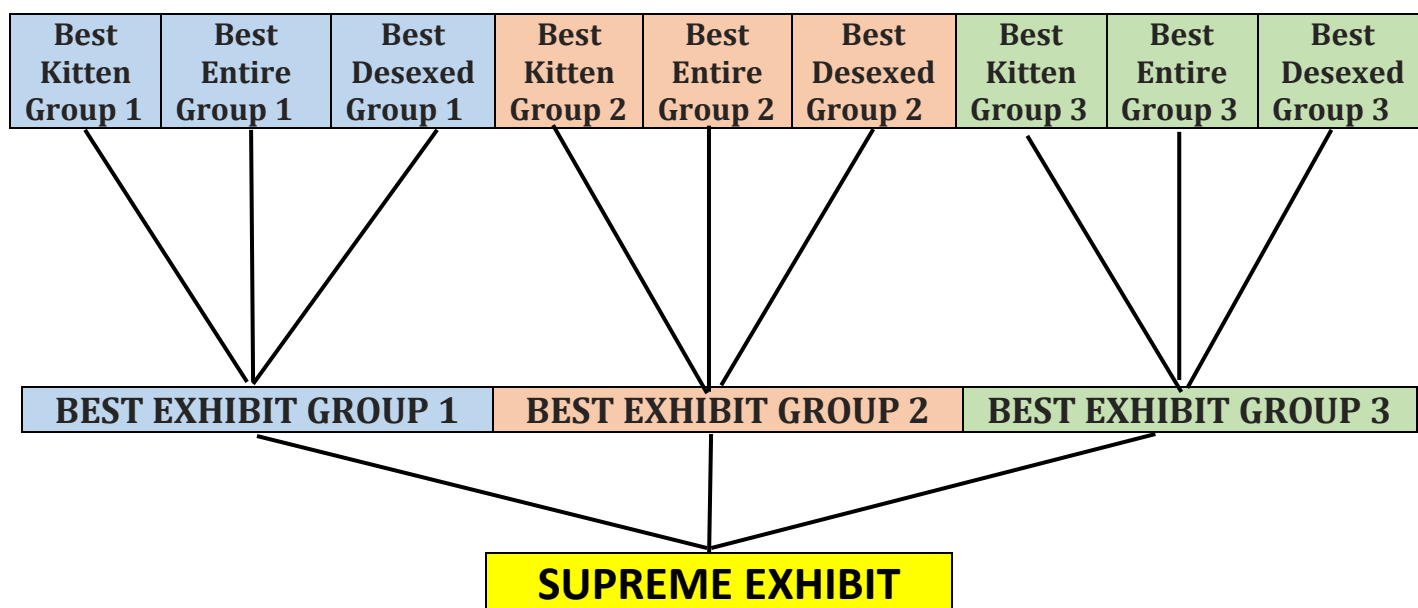 Best
Kitten
Group 1
Best
Entire
Group 1
Best
Desexed
Group 1
Best
Kitten
Group 2
Best
Entire
Group 2
Best
Desexed
Group 2
Best
Kitten
Group 3
Best
Entire
Group 3
Best
Desexed
Group 3
BEST EXHIBIT GROUP 1
BEST EXHIBIT GROUP 2
BEST EXHIBIT GROUP 3
SUPREME EXHIBIT